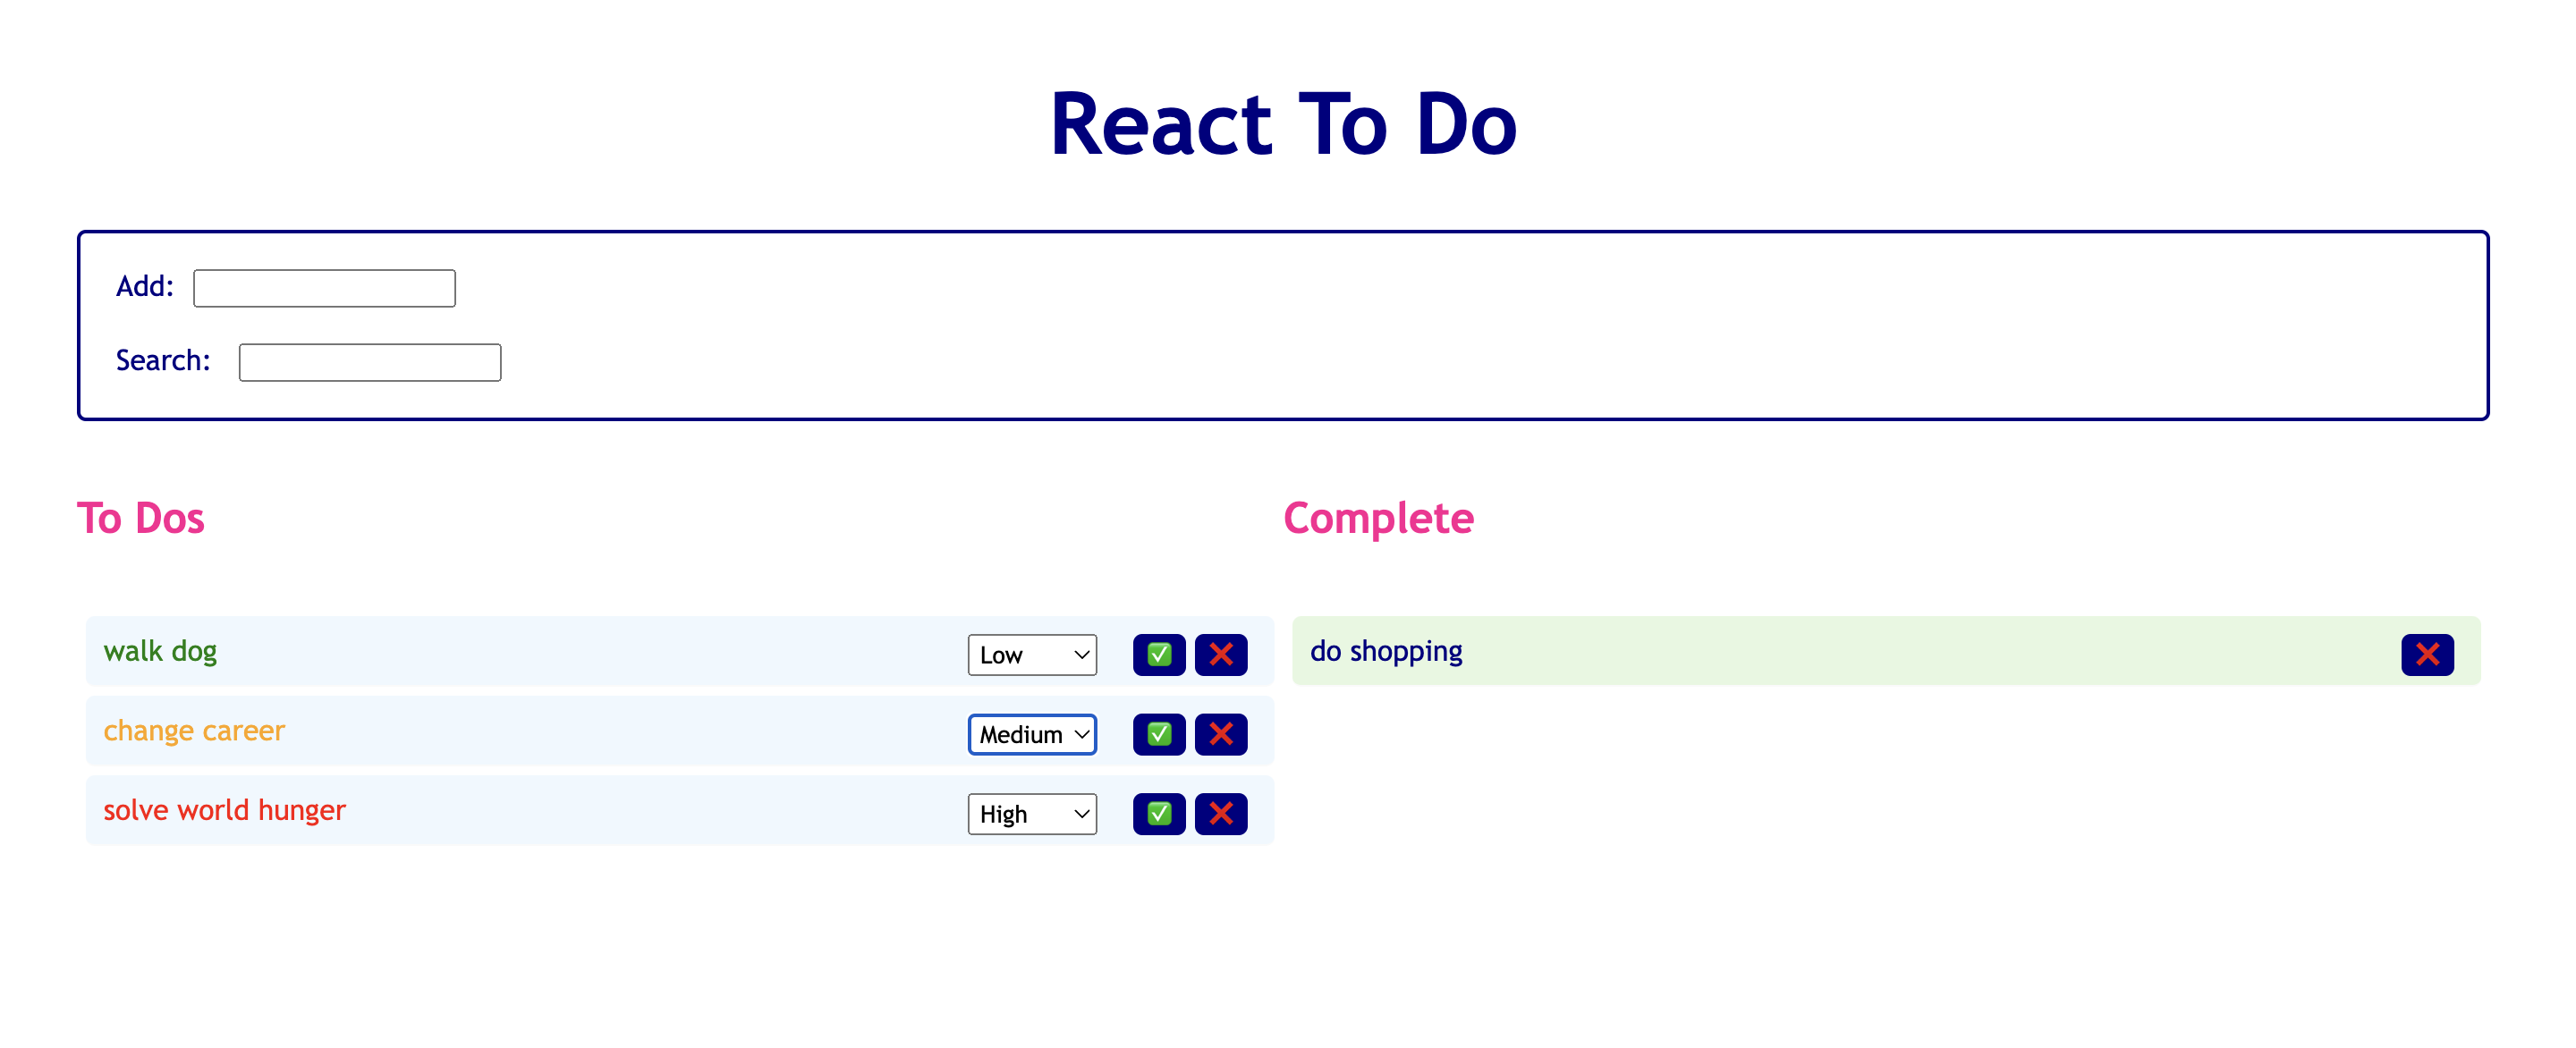 React To Do
Add:
Search:
To Dos
walk dog Low
change career Medium
solve world hunger High
Complete
do shopping